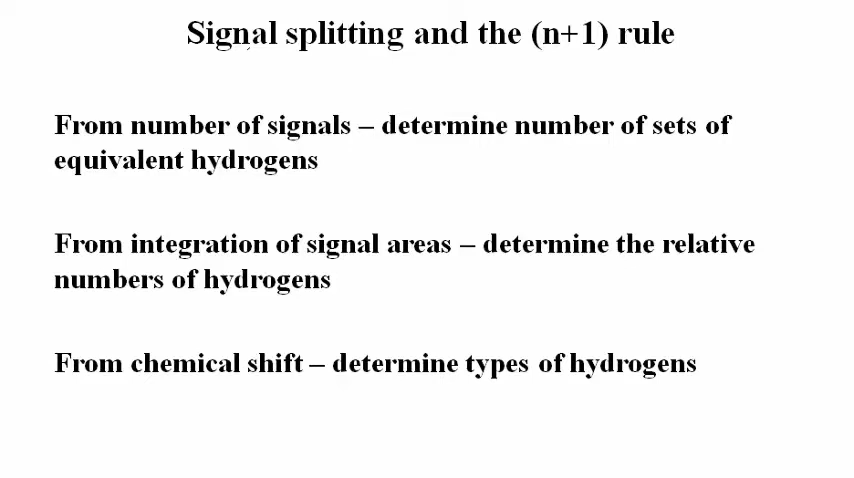 Signal splitting and the (n+1) rule
From number of signals – determine number of sets of
equivalent hydrogens
From integration of signal areas – determine the relative
numbers of hydrogens
From chemical shift – determine types of hydrogens